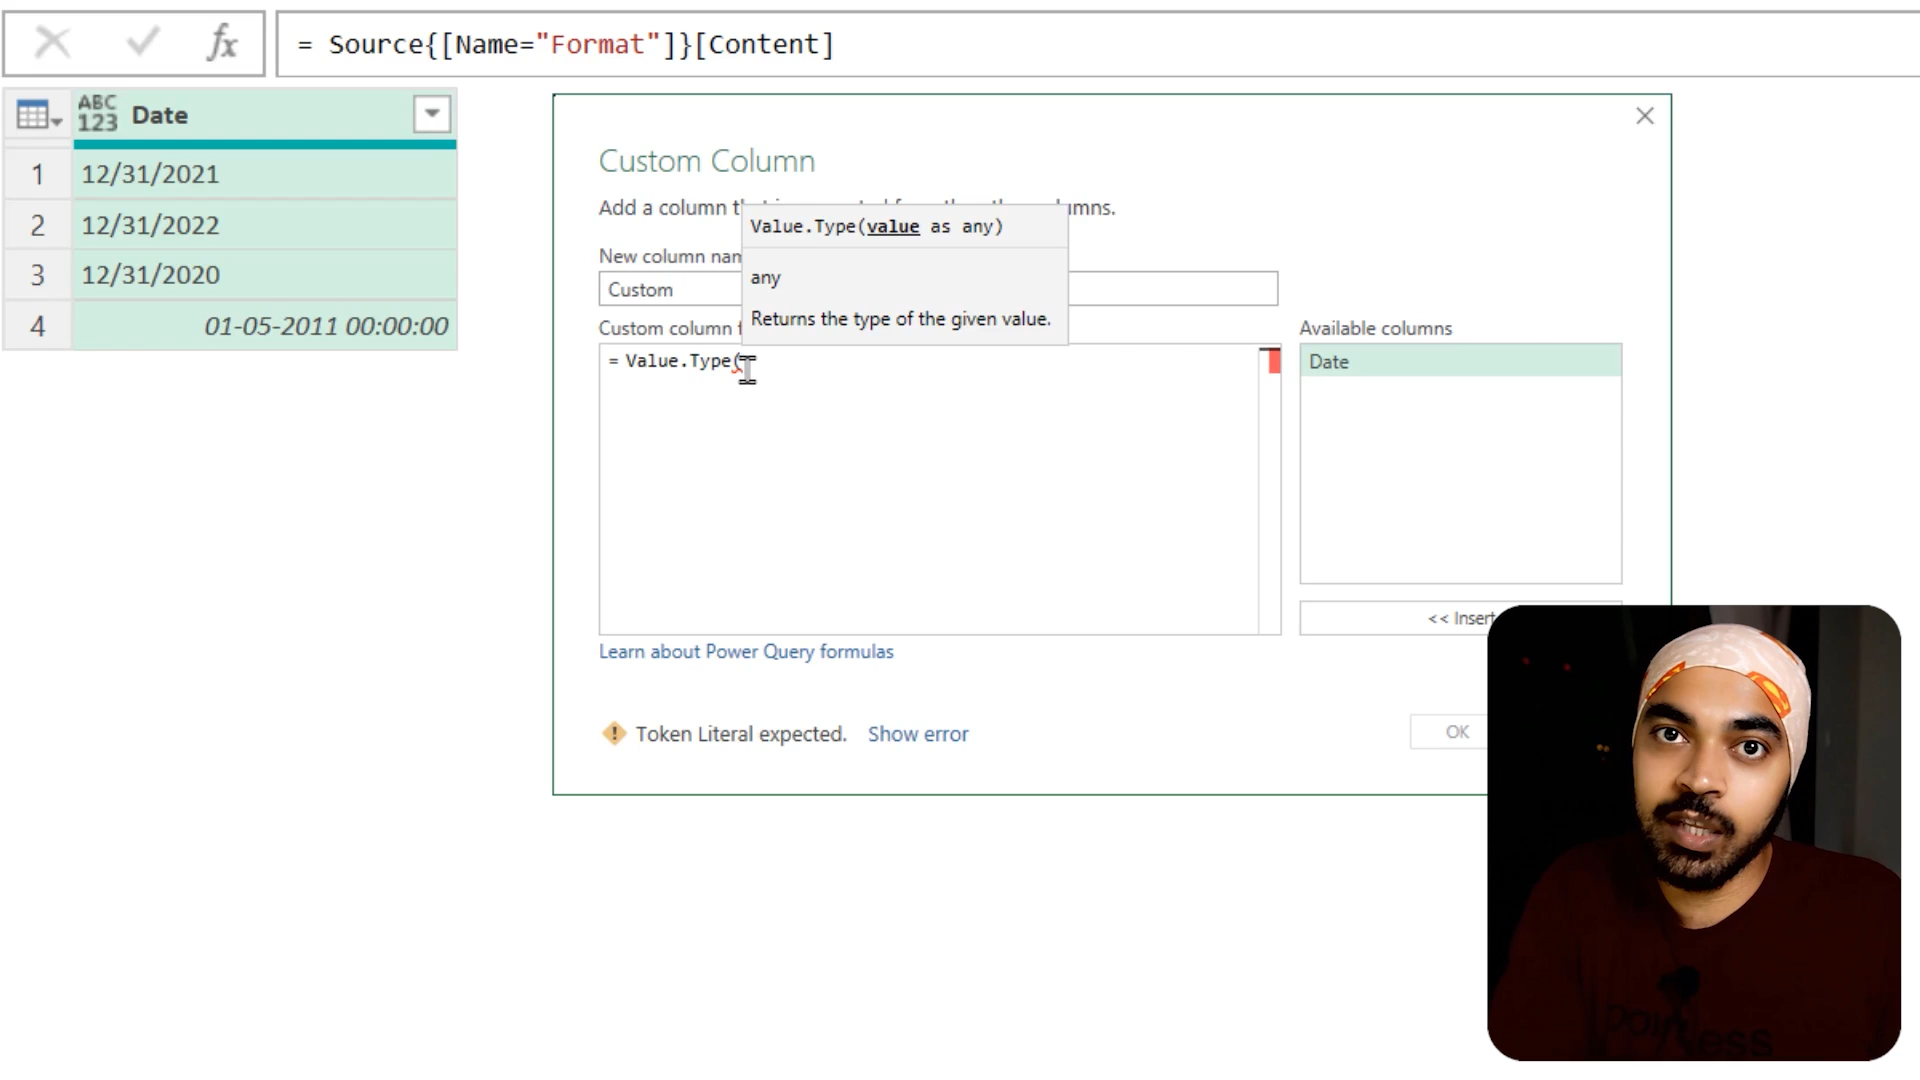 = Source{[Name="Format"]}[Content]
ABC
123
Date
1 12/31/2021
2 12/31/2022
3 12/31/2020
4 01-05-2011 00:00:00
Custom Column
Add a column
Value.Type(value as any)
any
Returns the type of the given value.
New column
Custom
Custom column
= Value.Type(
Available columns
Date
<< Insert
Learn about Power Query formulas
! Token Literal expected. Show error
OK